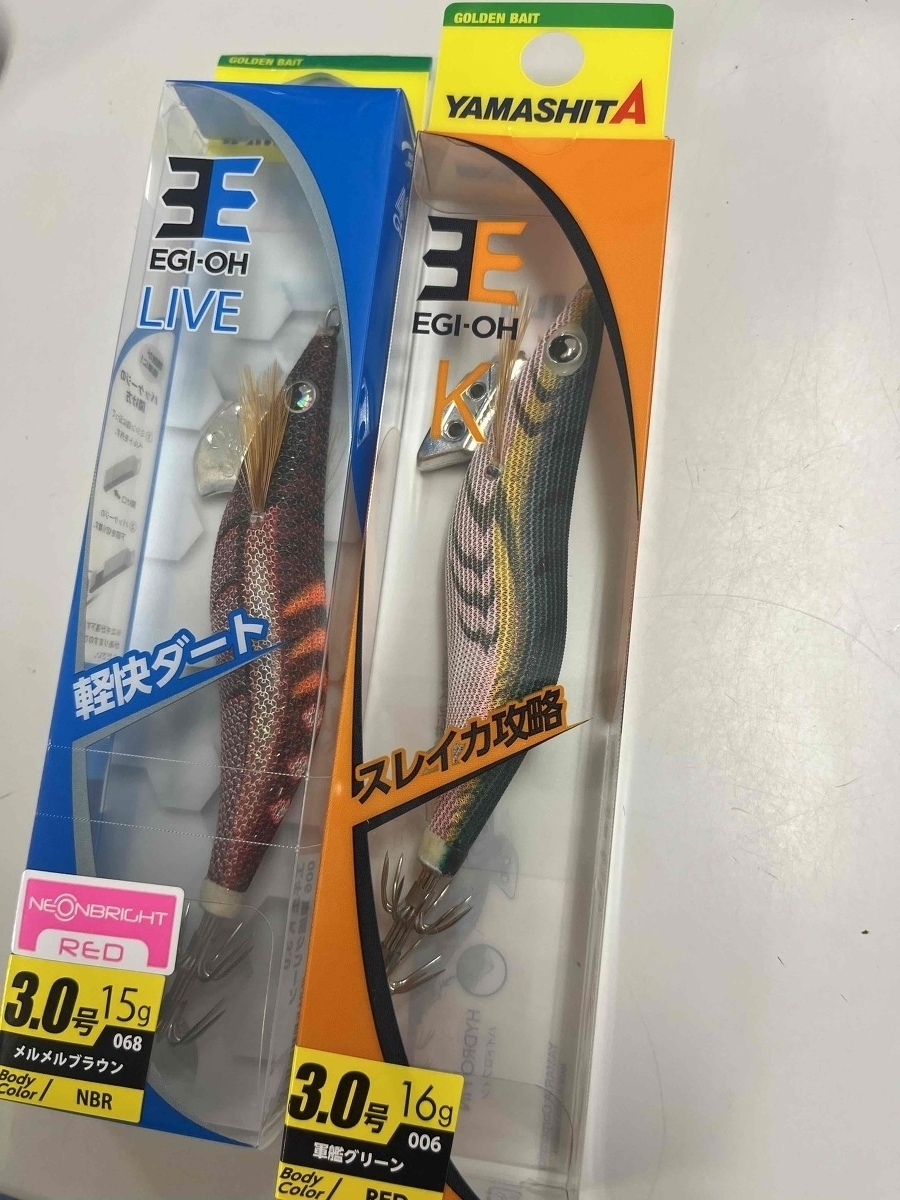 GOLDEN BAIT
EGI-OH
LIVE
軽快ダート
NEONBRIGHT
RED
3.0号 15g
068
メルメルブラウン
Body Color / NBR
GOLDEN BAIT
YAMASHITA
EGI-OH
K
スレイカ攻略
3.0号 16g
006
軍艦グリーン
Body Color / RED